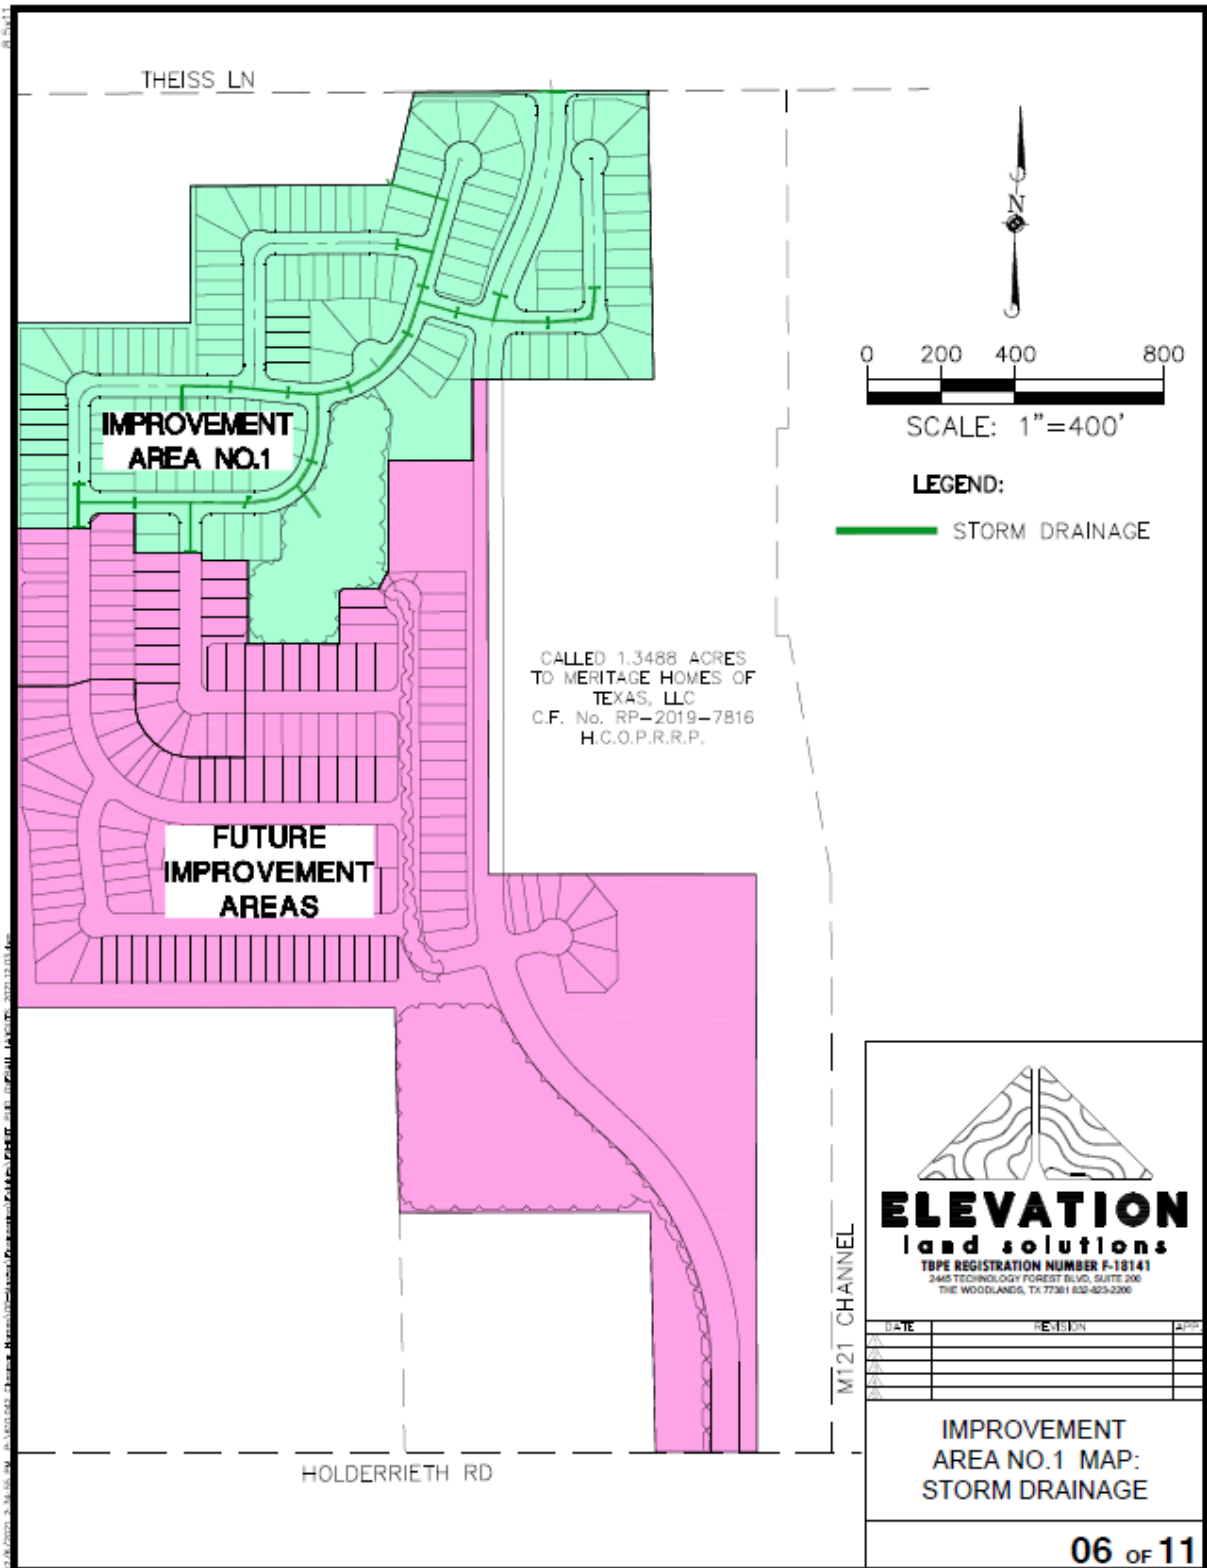 8.5x11
THEISS LN
N
0 200 400 800
SCALE: 1"=400'
LEGEND:
STORM DRAINAGE
IMPROVEMENT
AREA NO.1
CALLED 1.3488 ACRES
TO MERITAGE HOMES OF
TEXAS, LLC
C.F. No. RP-2019-7816
H.C.O.P.R.R.P.
FUTURE
IMPROVEMENT
AREAS
M121 CHANNEL
HOLDERRIETH RD
ELEVATION
land solutions
TBPE REGISTRATION NUMBER F-18141
2445 TECHNOLOGY FOREST BLVD, SUITE 200
THE WOODLANDS, TX 77381 832-823-2200
DATE REVISION APP.
IMPROVEMENT
AREA NO.1 MAP:
STORM DRAINAGE
06 OF 11